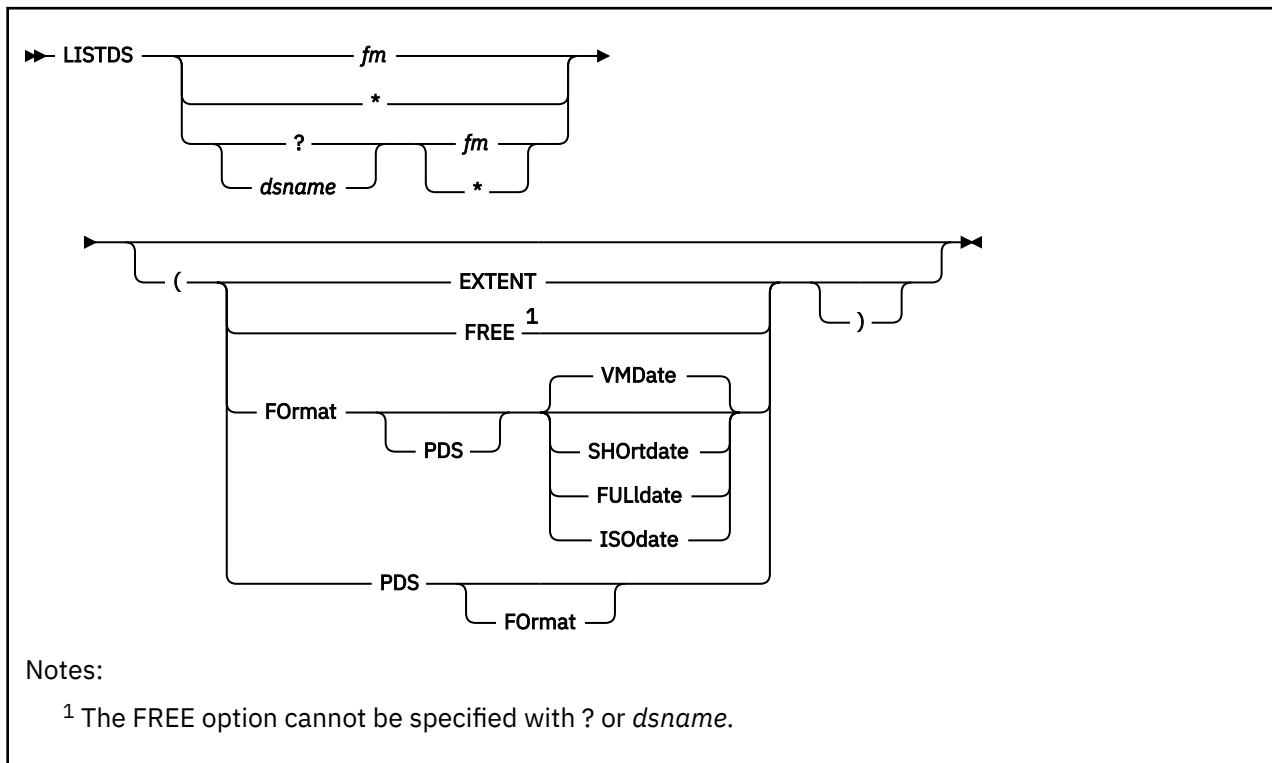 LISTDS fm
*
? fm
dsname *
( EXTENT )
FREE 1
VMDate
FOrmat PDS
SHOrtdate
FULldate
ISOdate
PDS FOrmat
Notes:
1 The FREE option cannot be specified with ? or dsname.